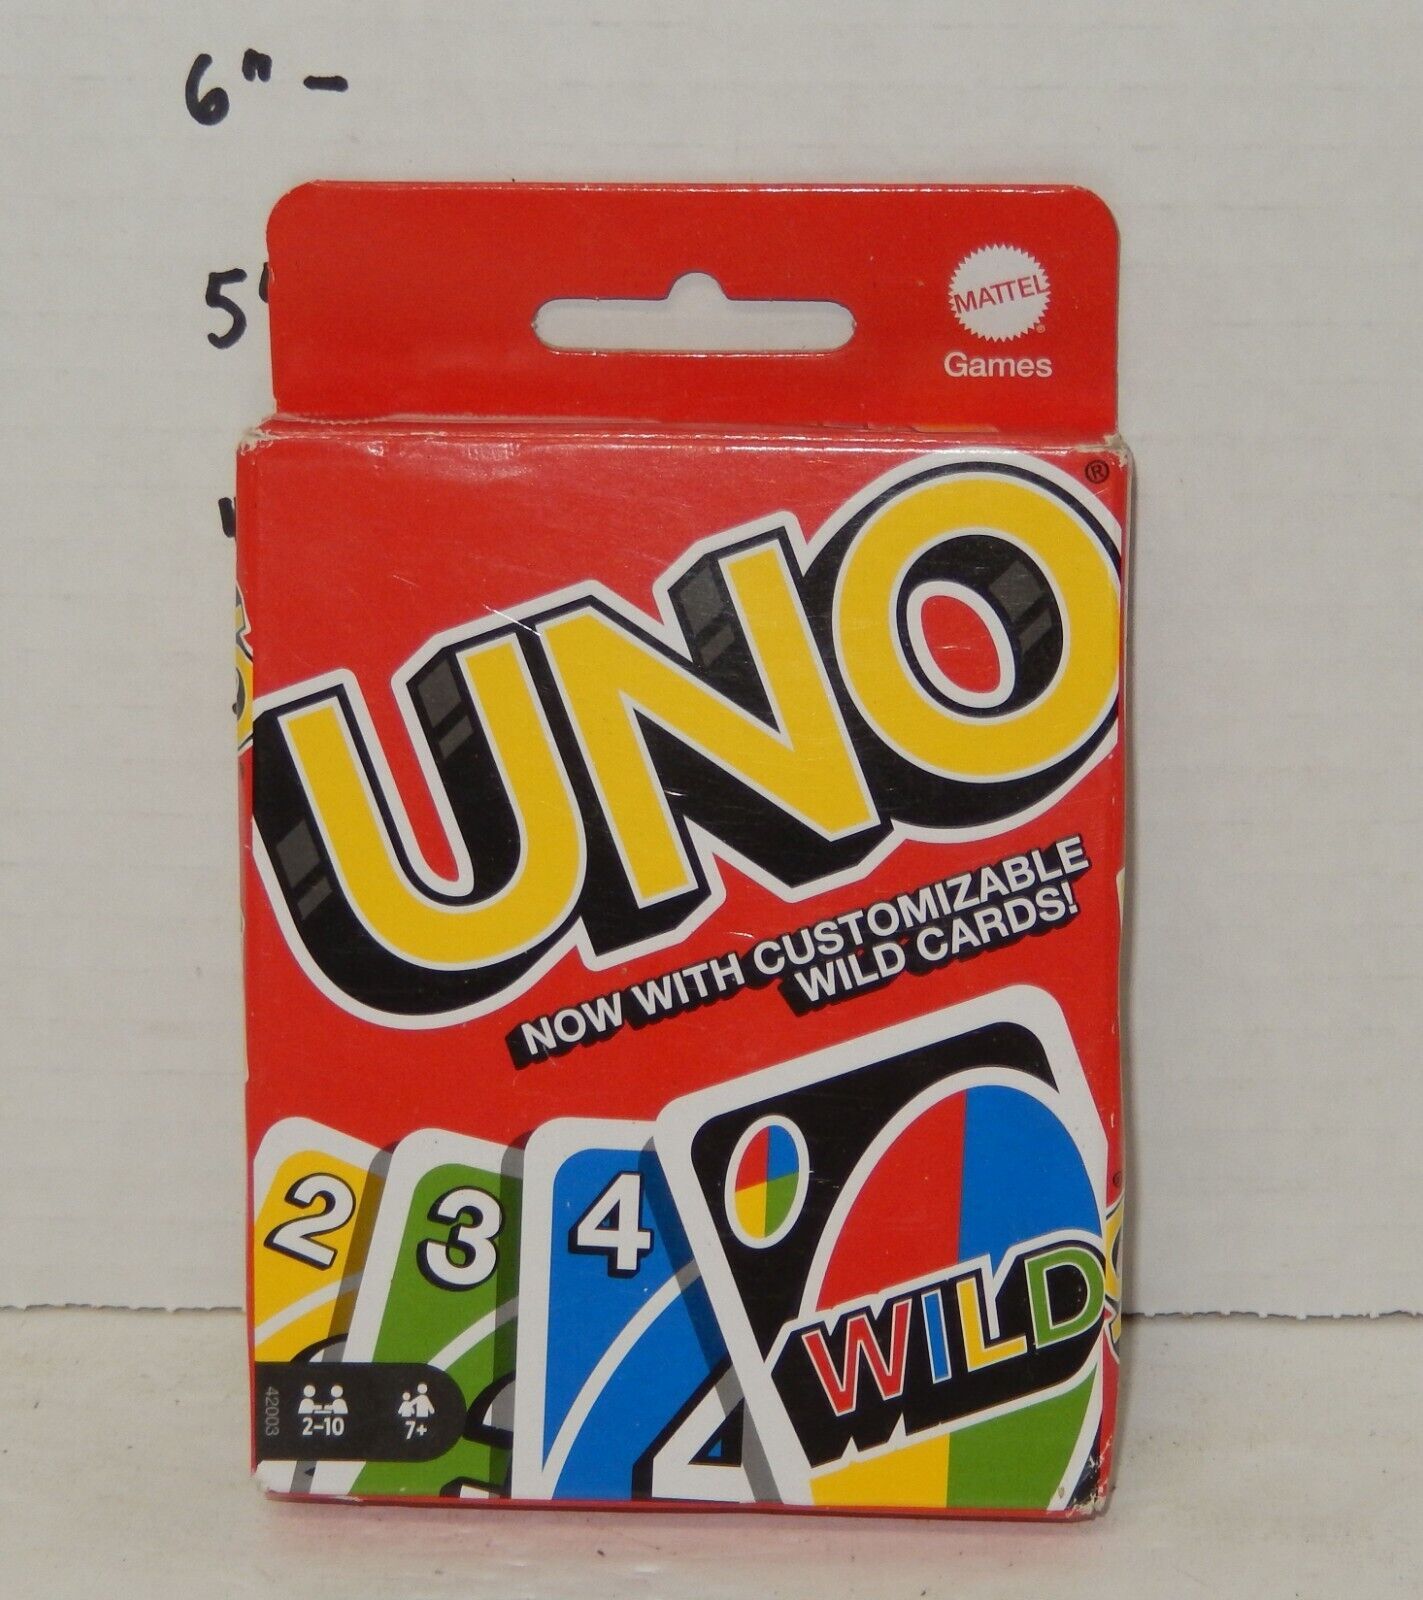 6" -
5"
MATTEL
®
Games
®
UNO
NOW WITH CUSTOMIZABLE
WILD CARDS!
2
3
4
WILD
42003
2-10
7+